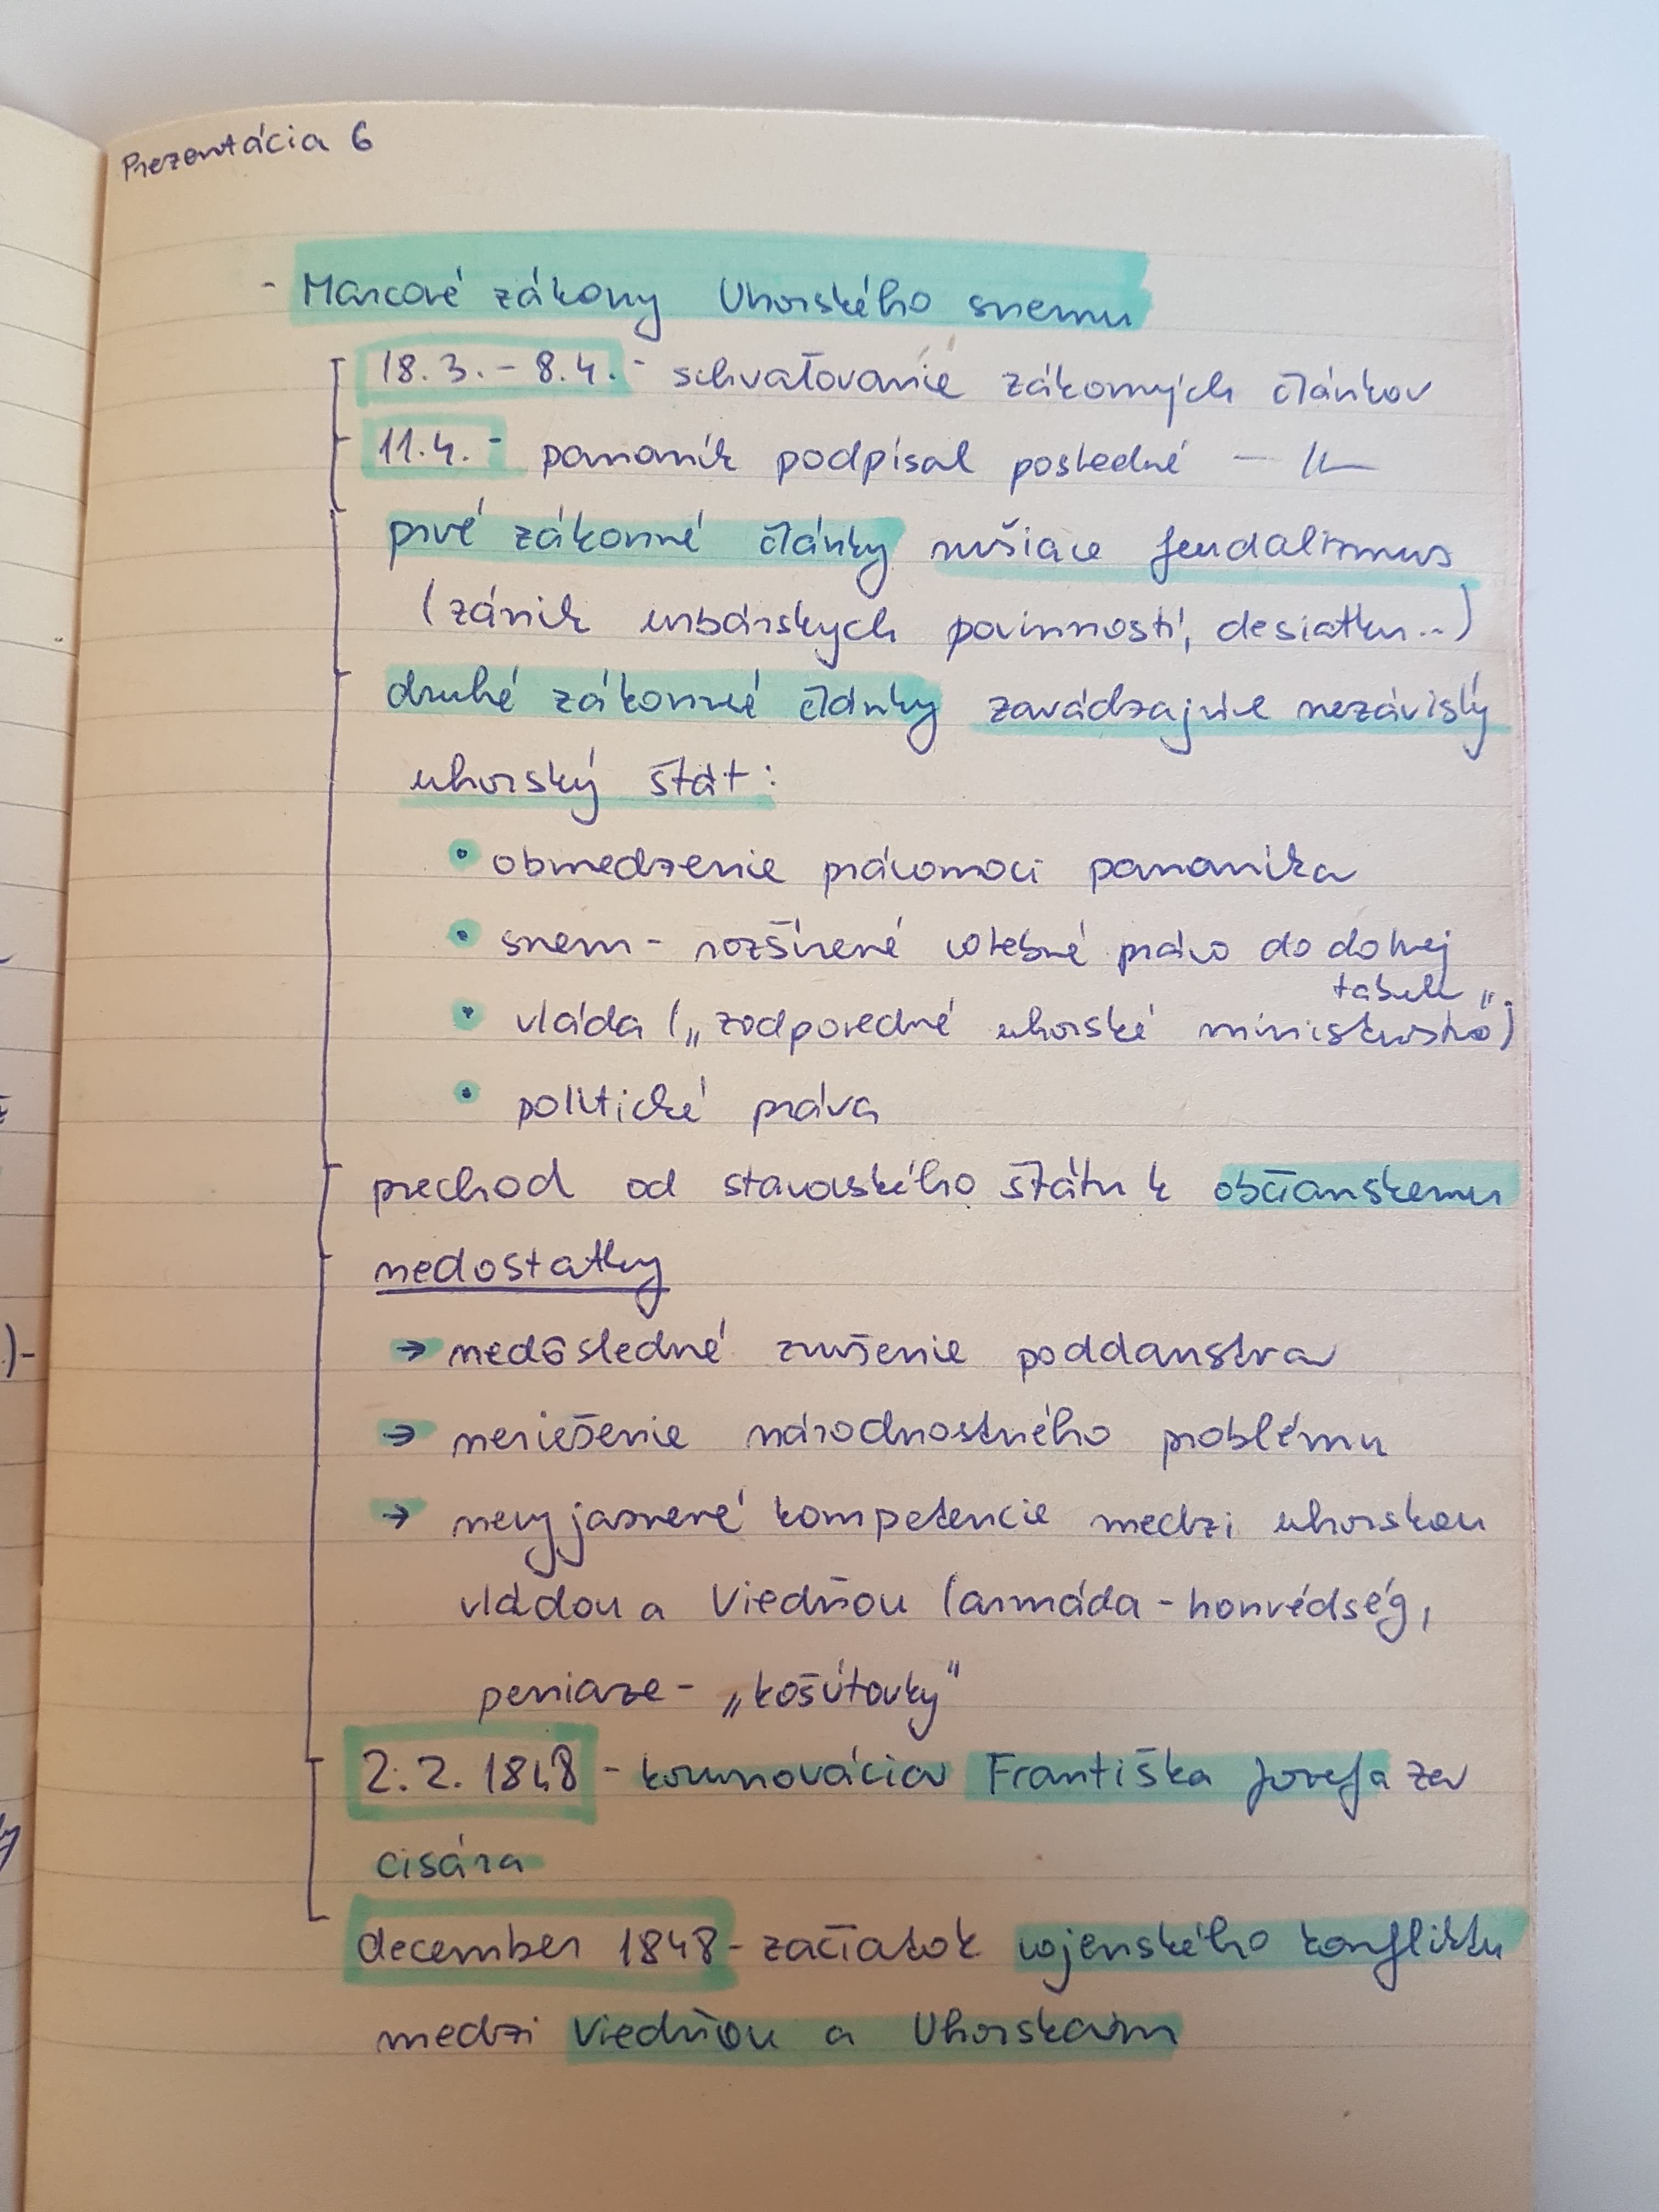 Prezentácia 6
- Marcové zákony Uhorského snemu
18.3. - 8.4. - schvaľovanie zákonných článkov
11.4. - panovník podpísal posledné - 11 -
prvé zákonné články rušiace feudalizmus
(zánik urbárskych povinností, desiatku..)
druhé zákonné články zavádzajúce nezávislý
uhorský štát:
• obmedzenie právomoci panovníka
• snem - rozšírené volebné právo do dolnej
tabule
• vláda („zodpovedné uhorské ministerstvo")
• politické práva
prechod od stavovského štátu k občianskemu
nedostatky
→ nedôsledné zrušenie poddanstva
→ neriešenie národnostného problému
→ nevyjasnené kompetencie medzi uhorskou
vládou a Viedňou (armáda - honvédség,
peniaze - „košútovky"
2.2. 1848 - korunovácia Františka Jozefa za
cisára
december 1848 - začiatok vojenského konfliktu
medzi Viedňou a Uhorskom